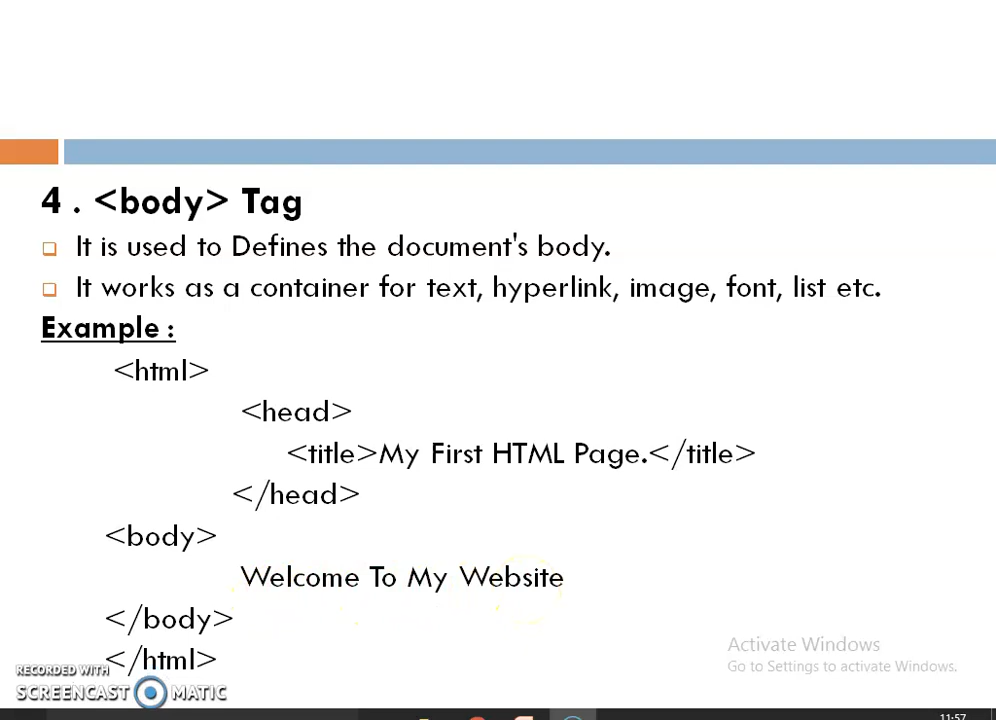 4 . <body> Tag
It is used to Defines the document's body.
It works as a container for text, hyperlink, image, font, list etc.
Example :
<html>
<head>
<title>My First HTML Page.</title>
</head>
<body>
Welcome To My Website
</body>
</html>
Activate Windows
Go to Settings to activate Windows.
RECORDED WITH
SCREENCAST MATIC
11:57